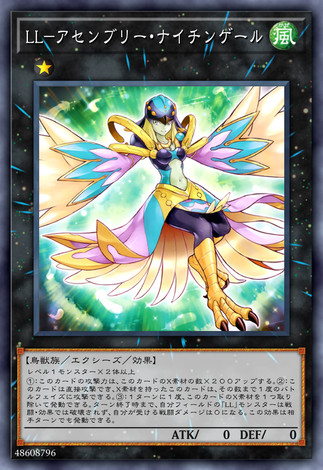 LL-アセンブリー・ナイチンゲール
風
【鳥獣族/エクシーズ/効果】
レベル1モンスター×2体以上
①:このカードの攻撃力は、このカードのX素材の数×200アップする。②:こ
のカードは直接攻撃でき、X素材を持ったこのカードは、その数まで1度のバ
トルフェイズに攻撃できる。③:1ターンに1度、このカードのX素材を1つ取り
除いて発動できる。ターン終了時まで、自分フィールドの「LL」モンスターは戦
闘・効果では破壊されず、自分が受ける戦闘ダメージは0になる。この効果は相
手ターンでも発動できる。
ATK/ 0 DEF/ 0
48608796